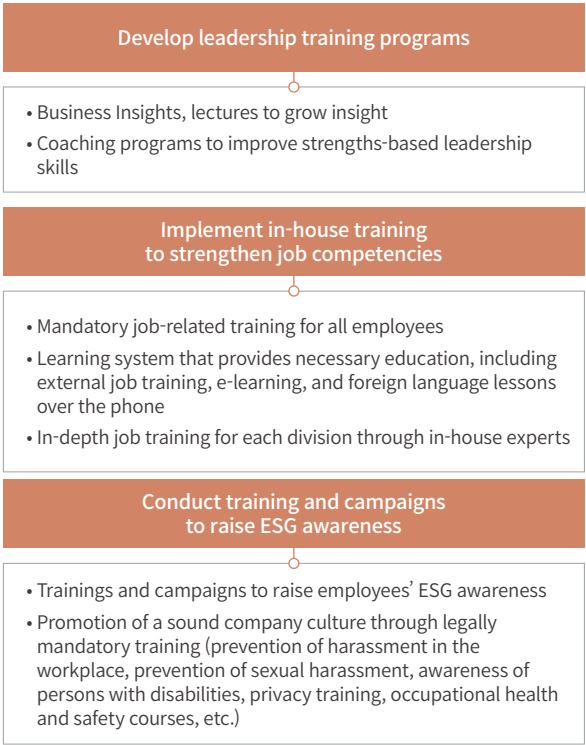 Develop leadership training programs
• Business Insights, lectures to grow insight
• Coaching programs to improve strengths-based leadership
skills
Implement in-house training
to strengthen job competencies
• Mandatory job-related training for all employees
• Learning system that provides necessary education, including
external job training, e-learning, and foreign language lessons
over the phone
• In-depth job training for each division through in-house experts
Conduct training and campaigns
to raise ESG awareness
• Trainings and campaigns to raise employees’ ESG awareness
• Promotion of a sound company culture through legally
mandatory training (prevention of harassment in the
workplace, prevention of sexual harassment, awareness of
persons with disabilities, privacy training, occupational health
and safety courses, etc.)